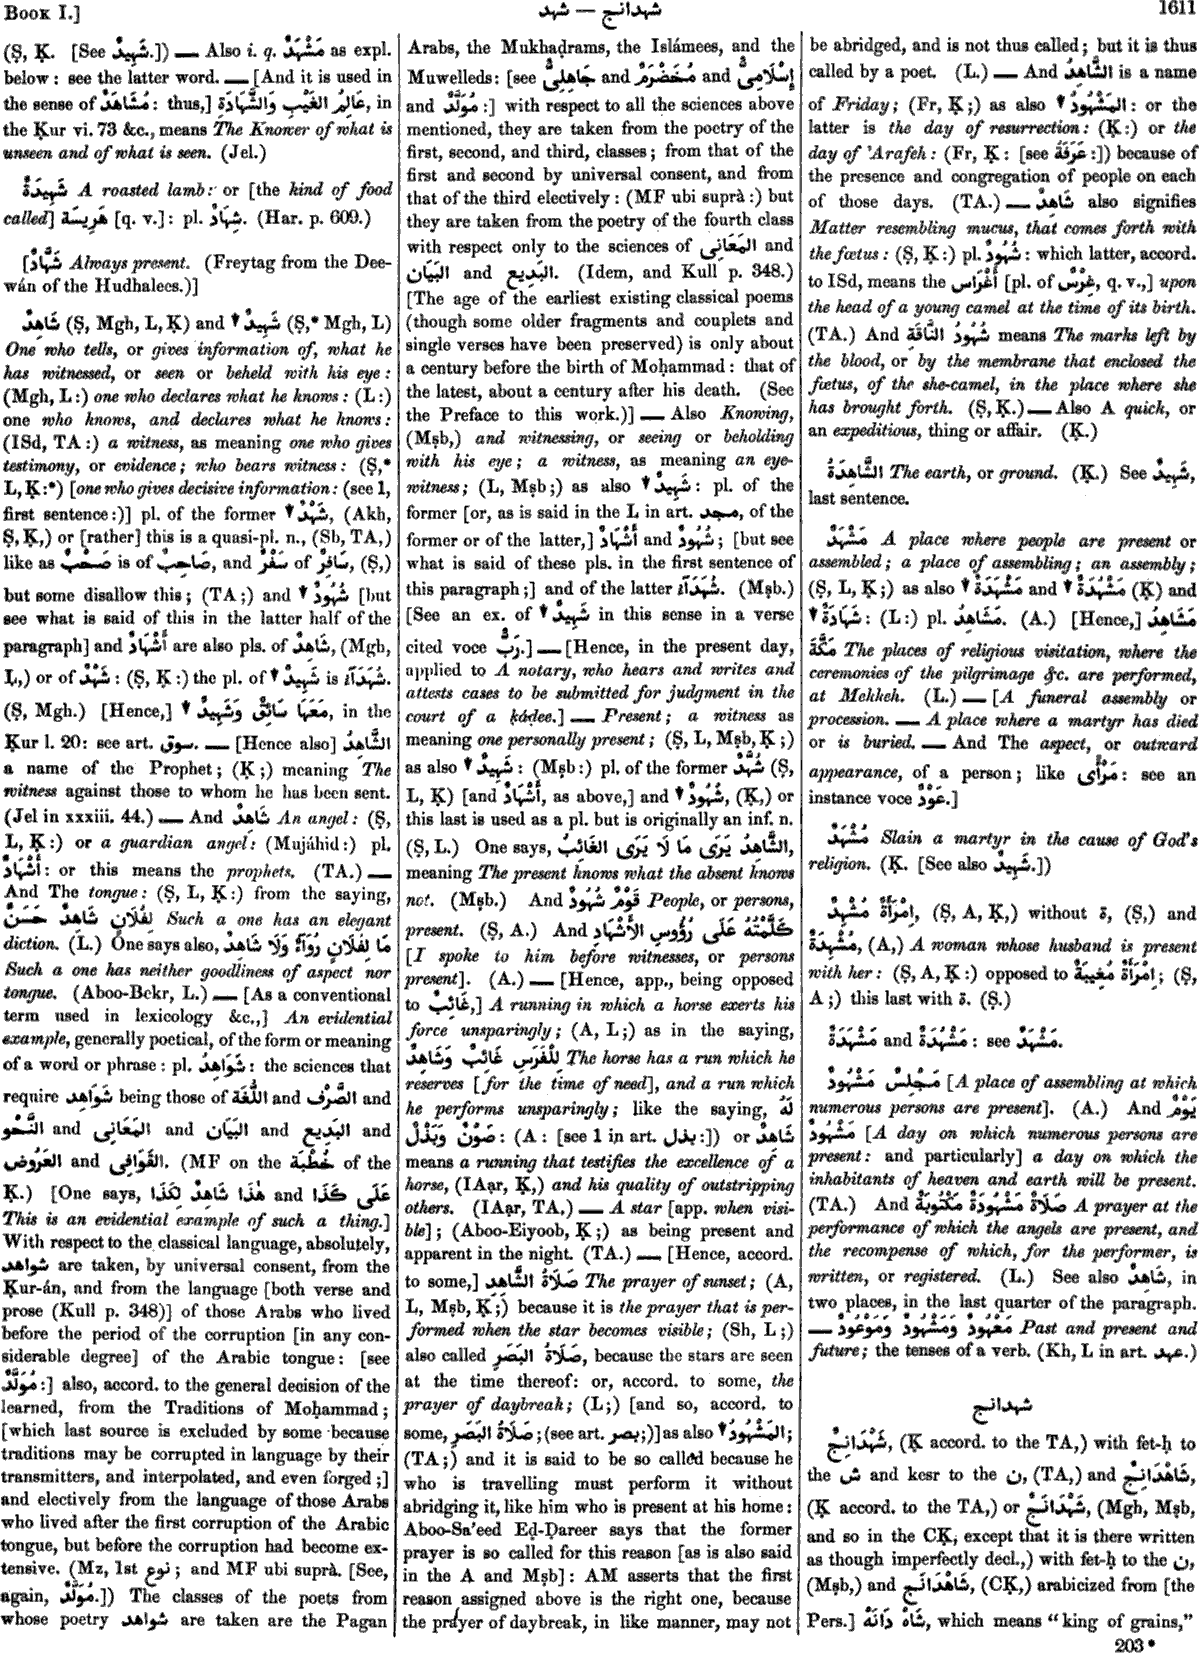 Book I.]
شهد — شهدانج
1611
(Ṣ, Ḳ. [See شَهِيدٌ.]) — Also i. q. مَشْهَدٌ as expl.
below: see the latter word. — [And it is used in
the sense of مُشَاهَدٌ: thus,] عَالِمُ الغَيْبِ وَالشَّهَادَةِ, in
the Ḳur vi. 73 &c., means The Knower of what is
unseen and of what is seen. (Jel.)
شَهِيدَةٌ A roasted lamb: or [the kind of food
called] هَرِيسَة [q. v.]: pl. شِهَادٌ. (Har. p. 609.)
[شَهَّادٌ Always present. (Freytag from the Dee-
wán of the Hudhalees.)]
شَاهِدٌ (Ṣ, Mgh, L, Ḳ) and ▼ شَهِيدٌ (Ṣ,* Mgh, L)
One who tells, or gives information of, what he
has witnessed, or seen or beheld with his eye:
(Mgh, L:) one who declares what he knows: (L:)
one who knows, and declares what he knows:
(ISd, TA:) a witness, as meaning one who gives
testimony, or evidence; who bears witness: (Ṣ,*
L, Ḳ:*) [one who gives decisive information: (see 1,
first sentence:)] pl. of the former ▼ شَهْدٌ, (Akh,
Ṣ, Ḳ,) or [rather] this is a quasi-pl. n., (Sb, TA,)
like as صَحْبٌ is of صَاحِبٌ, and سَفْرٌ of سَافِرٌ, (Ṣ,)
but some disallow this; (TA;) and ▼ شُهُودٌ [but
see what is said of this in the latter half of the
paragraph] and أَشْهَادٌ are also pls. of شَاهِدٌ, (Mgh,
L,) or of شَهْدٌ: (Ṣ, Ḳ:) the pl. of ▼ شَهِيدٌ is شُهَدَآءُ.
(Ṣ, Mgh.) [Hence,] ▼ مَعَهَا سَائِقٌ وَشَهِيدٌ, in the
Ḳur l. 20: see art. سوق. — [Hence also] الشَّاهِدُ
a name of the Prophet; (Ḳ;) meaning The
witness against those to whom he has been sent.
(Jel in xxxiii. 44.) — And شَاهِدٌ An angel: (Ṣ,
L, Ḳ:) or a guardian angel: (Mujáhid:) pl.
أَشْهَادٌ: or this means the prophets. (TA.) —
And The tongue: (Ṣ, L, Ḳ:) from the saying,
لِفُلَانٍ شَاهِدٌ حَسَنٌ Such a one has an elegant
diction. (L.) One says also, مَا لِفُلَانٍ رُوَآءٌ وَلَا شَاهِدٌ
Such a one has neither goodliness of aspect nor
tongue. (Aboo-Bekr, L.) — [As a conventional
term used in lexicology &c.,] An evidential
example, generally poetical, of the form or meaning
of a word or phrase: pl. شَوَاهِدُ: the sciences that
require شَوَاهِد being those of اللُّغَة and الصَّرْف and
النَّحْو and المَعَانِى and البَيَان and البَدِيع and
العَرُوض and القَوَافِى. (MF on the خُطْبَة of the
Ḳ.) [One says, هٰذَا شَاهِدٌ لِكَذَا and عَلَى كَذَا
This is an evidential example of such a thing.]
With respect to the classical language, absolutely,
شواهد are taken, by universal consent, from the
Ḳur-án, and from the language [both verse and
prose (Kull p. 348)] of those Arabs who lived
before the period of the corruption [in any con-
siderable degree] of the Arabic tongue: [see
مُوَلَّدٌ:] also, accord. to the general decision of the
learned, from the Traditions of Moḥammad;
[which last source is excluded by some because
traditions may be corrupted in language by their
transmitters, and interpolated, and even forged;]
and electively from the language of those Arabs
who lived after the first corruption of the Arabic
tongue, but before the corruption had become ex-
tensive. (Mz, 1st نوع; and MF ubi suprà. [See,
again, مُوَلَّدٌ.]) The classes of the poets from
whose poetry شواهد are taken are the Pagan
Arabs, the Mukhaḍrams, the Islámees, and the
Muwelleds: [see جَاهِلِىٌّ and مُخَضْرَمٌ and إِسْلَامِىٌّ
and مُوَلَّدٌ:] with respect to all the sciences above
mentioned, they are taken from the poetry of the
first, second, and third, classes; from that of the
first and second by universal consent, and from
that of the third electively: (MF ubi suprà:) but
they are taken from the poetry of the fourth class
with respect only to the sciences of المَعَانِى and
البَيَان and البَدِيع. (Idem, and Kull p. 348.)
[The age of the earliest existing classical poems
(though some older fragments and couplets and
single verses have been preserved) is only about
a century before the birth of Moḥammad: that of
the latest, about a century after his death. (See
the Preface to this work.)] — Also Knowing,
(Mṣb,) and witnessing, or seeing or beholding
with his eye; a witness, as meaning an eye-
witness; (L, Mṣb;) as also ▼ شَهِيدٌ: pl. of the
former [or, as is said in the L in art. مجد, of the
former or of the latter,] أَشْهَادٌ and شُهُودٌ; [but see
what is said of these pls. in the first sentence of
this paragraph;] and of the latter شُهَدَآءُ. (Mṣb.)
[See an ex. of ▼ شَهِيدٌ in this sense in a verse
cited voce رَبٌّ.] — [Hence, in the present day,
applied to A notary, who hears and writes and
attests cases to be submitted for judgment in the
court of a ḳáḍee.] — Present; a witness as
meaning one personally present; (Ṣ, L, Mṣb, Ḳ;)
as also ▼ شَهِيدٌ: (Mṣb:) pl. of the former شُهَّدٌ (Ṣ,
L, Ḳ) [and أَشْهَادٌ, as above,] and ▼ شُهُودٌ, (Ḳ,) or
this last is used as a pl. but is originally an inf. n.
(Ṣ, L.) One says, الشَّاهِدُ يَرَى مَا لَا يَرَى الغَائِبُ,
meaning The present knows what the absent knows
not. (Mṣb.) And قَوْمٌ شُهُودٌ People, or persons,
present. (Ṣ, A.) And كَلَّمْتُهُ عَلَى رُؤُوسِ الأَشْهَادِ
[I spoke to him before witnesses, or persons
present]. (A.) — [Hence, app., being opposed
to غَائِبٌ,] A running in which a horse exerts his
force unsparingly; (A, L;) as in the saying,
لِلْفَرَسِ غَائِبٌ وَشَاهِدٌ The horse has a run which he
reserves [for the time of need], and a run which
he performs unsparingly; like the saying, لَهُ
صَوْنٌ وَبَذْلٌ: (A: [see 1 in art. بذل:]) or شَاهِدٌ
means a running that testifies the excellence of a
horse, (IAạr, Ḳ,) and his quality of outstripping
others. (IAạr, TA.) — A star [app. when visi-
ble]; (Aboo-Eiyoob, Ḳ;) as being present and
apparent in the night. (TA.) — [Hence, accord.
to some,] صَلَاةُ الشَّاهِدِ The prayer of sunset; (A,
L, Mṣb, Ḳ;) because it is the prayer that is per-
formed when the star becomes visible; (Sh, L;)
also called صَلَاةُ البَصَرِ, because the stars are seen
at the time thereof: or, accord. to some, the
prayer of daybreak; (L;) [and so, accord. to
some, صَلَاةُ البَصَرِ; (see art. بصر;)] as also ▼ المَشْهُودُ;
(TA;) and it is said to be so called because he
who is travelling must perform it without
abridging it, like him who is present at his home:
Aboo-Sa'eed Eḍ-Ḍareer says that the former
prayer is so called for this reason [as is also said
in the A and Mṣb]: AM asserts that the first
reason assigned above is the right one, because
the prayer of daybreak, in like manner, may not
be abridged, and is not thus called; but it is thus
called by a poet. (L.) — And الشَّاهِدُ is a name
of Friday; (Fr, Ḳ;) as also ▼ المَشْهُودُ: or the
latter is the day of resurrection: (Ḳ:) or the
day of 'Arafeh: (Fr, Ḳ: [see عَرَفَةُ:]) because of
the presence and congregation of people on each
of those days. (TA.) — شَاهِدٌ also signifies
Matter resembling mucus, that comes forth with
the fœtus: (Ṣ, Ḳ:) pl. شُهُودٌ: which latter, accord.
to ISd, means the أَغْرَاس [pl. of غِرْسٌ, q. v.,] upon
the head of a young camel at the time of its birth.
(TA.) And شُهُودُ النَّاقَةِ means The marks left by
the blood, or by the membrane that enclosed the
fœtus, of the she-camel, in the place where she
has brought forth. (Ṣ, Ḳ.) — Also A quick, or
an expeditious, thing or affair. (Ḳ.)
الشَّاهِدَةُ The earth, or ground. (Ḳ.) See شَهِيدٌ,
last sentence.
مَشْهَدٌ A place where people are present or
assembled; a place of assembling; an assembly;
(Ṣ, L, Ḳ;) as also ▼ مَشْهَدَةٌ and ▼ مَشْهُدَةٌ (Ḳ) and
▼ شَهَادَةٌ: (L:) pl. مَشَاهِدُ. (A.) [Hence,] مَشَاهِدُ
مَكَّةَ The places of religious visitation, where the
ceremonies of the pilgrimage &c. are performed,
at Mekkeh. (L.) — [A funeral assembly or
procession. — A place where a martyr has died
or is buried. — And The aspect, or outward
appearance, of a person; like مَرْأًى: see an
instance voce عَوْدٌ.]
مُشْهَدٌ Slain a martyr in the cause of God's
religion. (Ḳ. [See also شَهِيدٌ.])
اِمْرَأَةٌ مُشْهِدٌ, (Ṣ, A, Ḳ,) without ة, (Ṣ,) and
مُشْهِدَةٌ, (A,) A woman whose husband is present
with her: (Ṣ, A, Ḳ:) opposed to اِمْرَأَةٌ مُغِيبَةٌ; (Ṣ,
A;) this last with ة. (Ṣ.)
مَشْهَدَةٌ and مَشْهُدَةٌ: see مَشْهَدٌ.
مَجْلِسٌ مَشْهُودٌ [A place of assembling at which
numerous persons are present]. (A.) And يَوْمٌ
مَشْهُودٌ [A day on which numerous persons are
present: and particularly] a day on which the
inhabitants of heaven and earth will be present.
(TA.) And صَلَاةٌ مَشْهُودَةٌ مَكْتُوبَةٌ A prayer at the
performance of which the angels are present, and
the recompense of which, for the performer, is
written, or registered. (L.) See also شَاهِدٌ, in
two places, in the last quarter of the paragraph.
— مَعْهُودٌ وَمَشْهُودٌ وَمَوْعُودٌ Past and present and
future; the tenses of a verb. (Kh, L in art. عهد.)
شهدانج
شَهْدَانِجٌ, (Ḳ accord. to the TA,) with fet-ḥ to
the ش and kesr to the ن, (TA,) and شَاهْدَانِجٌ,
(Ḳ accord. to the TA,) or شَهْدَانَجٌ, (Mgh, Mṣb,
and so in the CḲ, except that it is there written
as though imperfectly decl.,) with fet-ḥ to the ن,
(Mṣb,) and شَاهْدَانَج, (CḲ,) arabicized from [the
Pers.] شَاهْ دَانَهْ, which means "king of grains,"
203 *